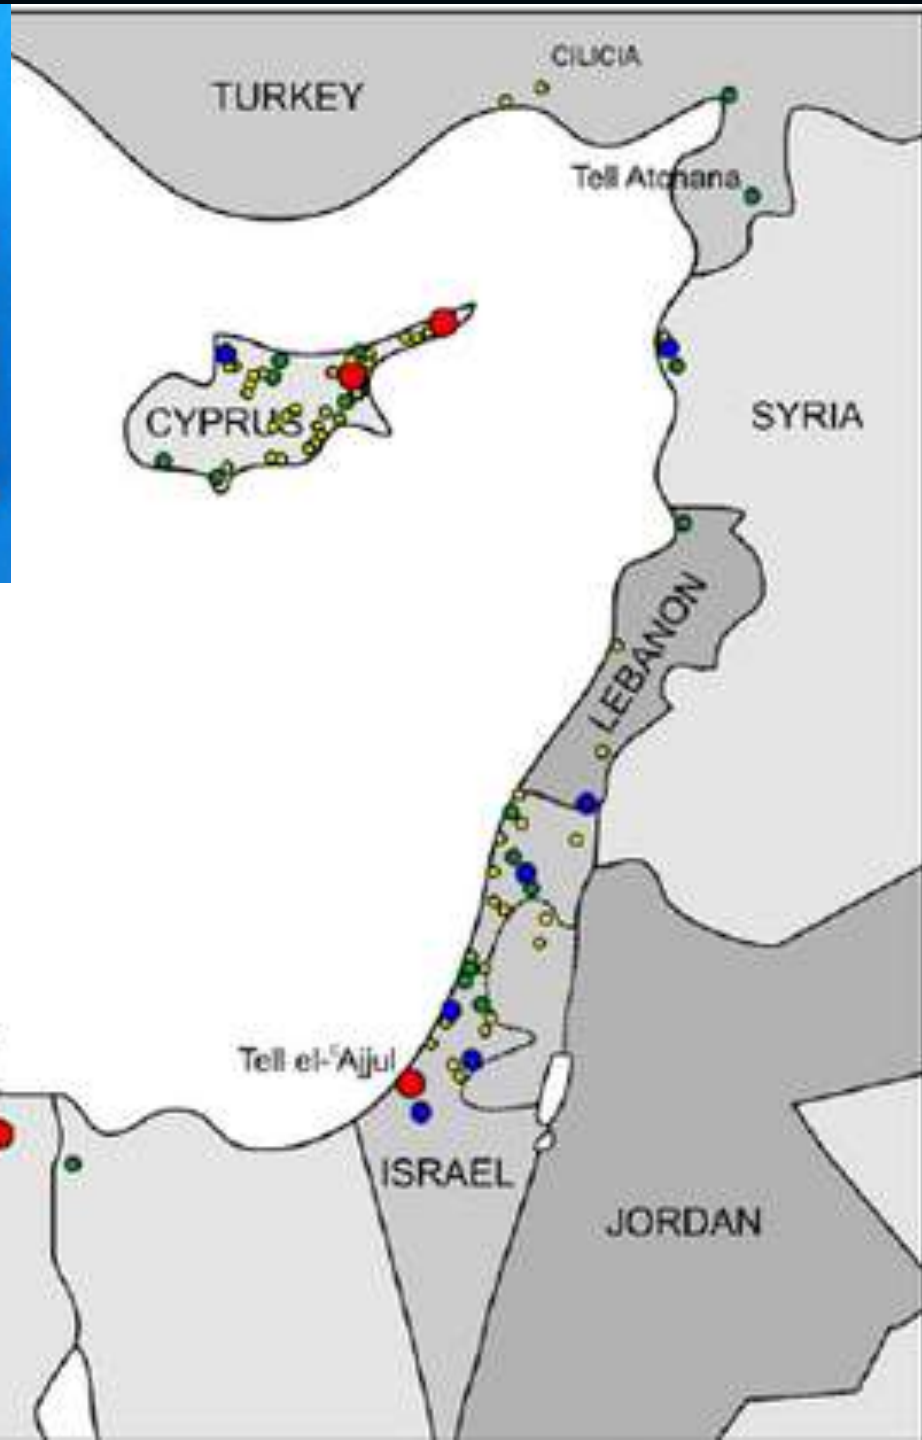 CILICIA
TURKEY
Tell Atchana
SYRIA
CYPRUS
LEBANON
Tell el-ʿAjjul
ISRAEL
JORDAN